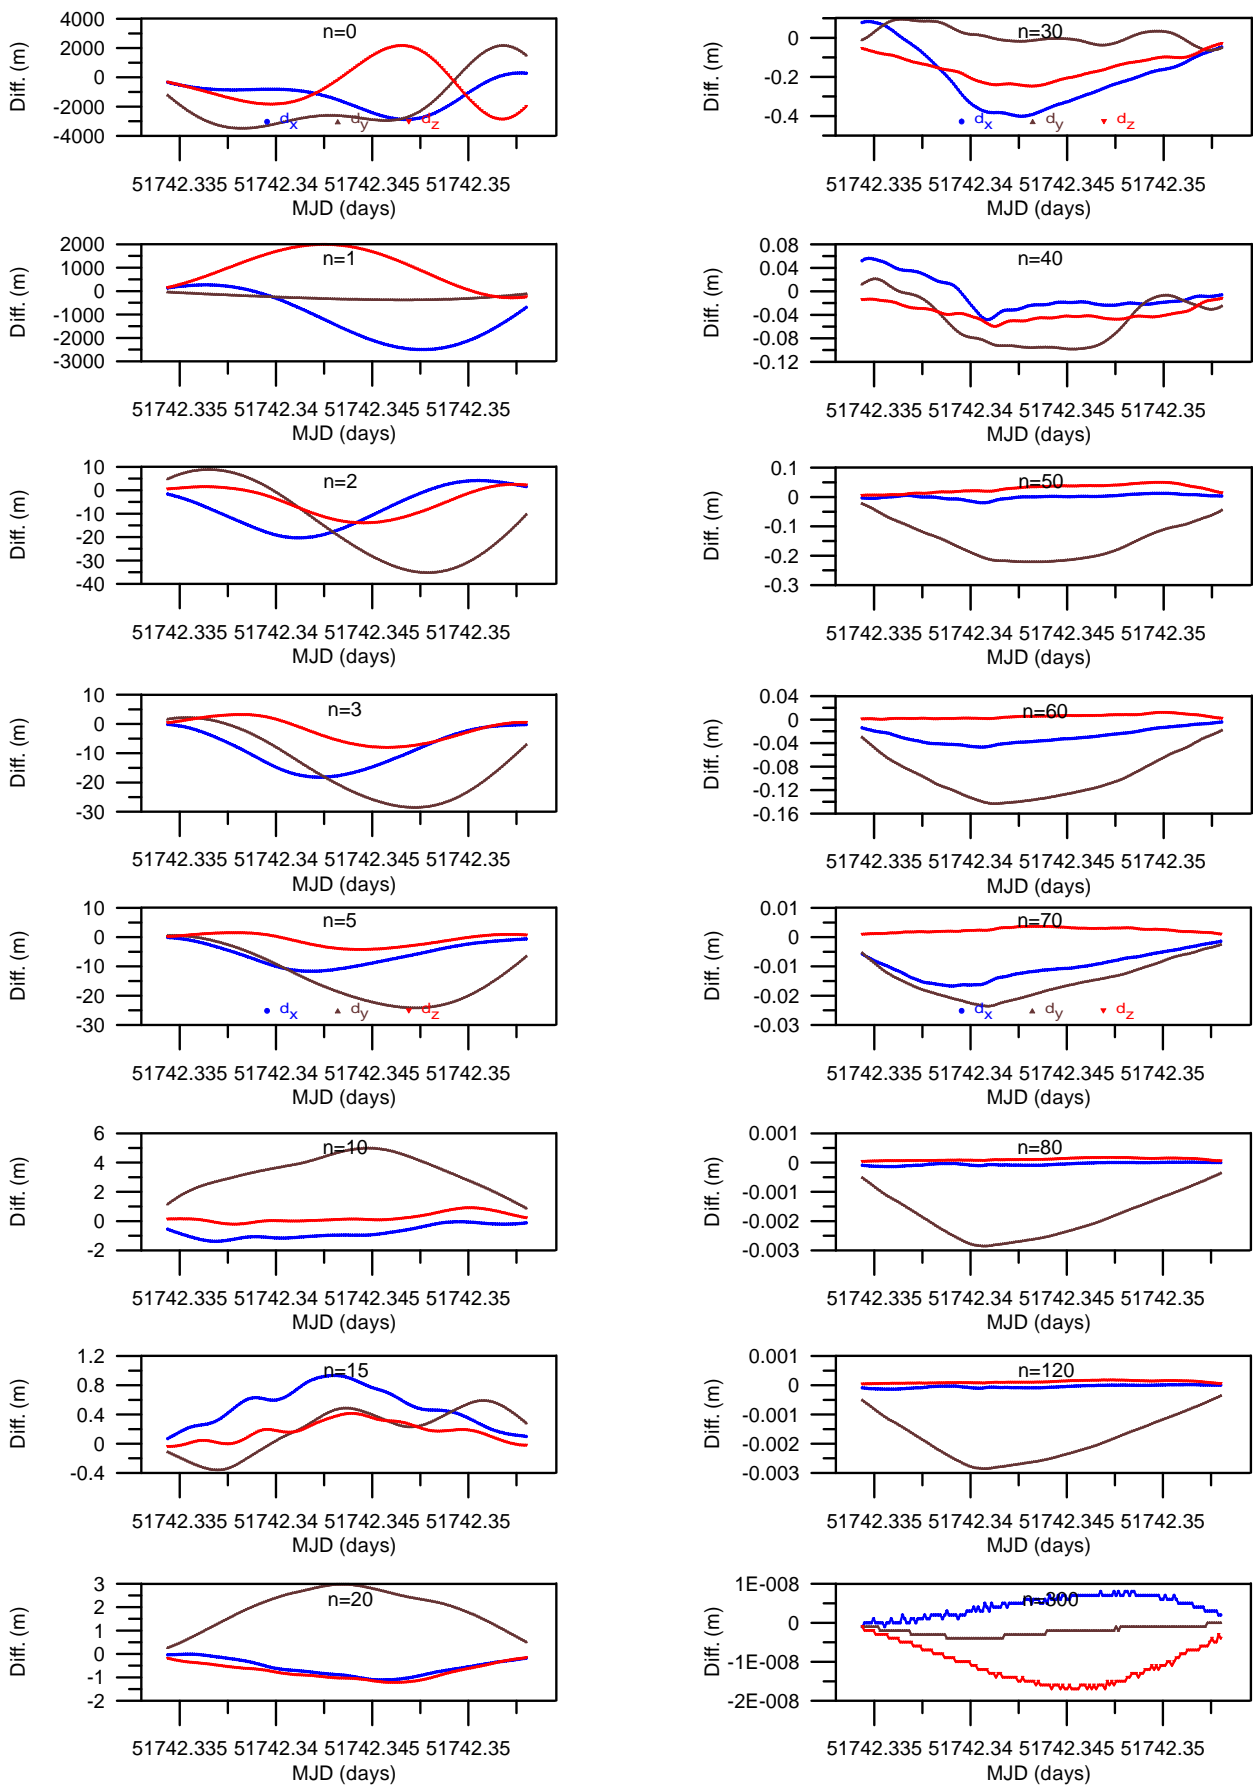 4000
n=0
2000
0
-2000
-4000
Diff. (m)
dx dy dz
51742.335 51742.34 51742.345 51742.35
MJD (days)
2000
n=1
1000
0
-1000
-2000
-3000
Diff. (m)
51742.335 51742.34 51742.345 51742.35
MJD (days)
10
n=2
0
-10
-20
-30
-40
Diff. (m)
51742.335 51742.34 51742.345 51742.35
MJD (days)
10
n=3
0
-10
-20
-30
Diff. (m)
51742.335 51742.34 51742.345 51742.35
MJD (days)
10
n=5
0
-10
-20
-30
Diff. (m)
dx dy dz
51742.335 51742.34 51742.345 51742.35
MJD (days)
6
n=10
4
2
0
-2
Diff. (m)
51742.335 51742.34 51742.345 51742.35
MJD (days)
1.2
n=15
0.8
0.4
0
-0.4
Diff. (m)
51742.335 51742.34 51742.345 51742.35
MJD (days)
3
n=20
2
1
0
-1
-2
Diff. (m)
51742.335 51742.34 51742.345 51742.35
MJD (days)
n=30
0
-0.2
-0.4
Diff. (m)
dx dy dz
51742.335 51742.34 51742.345 51742.35
MJD (days)
0.08
n=40
0.04
0
-0.04
-0.08
-0.12
Diff. (m)
51742.335 51742.34 51742.345 51742.35
MJD (days)
0.1
n=50
0
-0.1
-0.2
-0.3
Diff. (m)
51742.335 51742.34 51742.345 51742.35
MJD (days)
0.04
n=60
0
-0.04
-0.08
-0.12
-0.16
Diff. (m)
51742.335 51742.34 51742.345 51742.35
MJD (days)
0.01
n=70
0
-0.01
-0.02
-0.03
Diff. (m)
dx dy dz
51742.335 51742.34 51742.345 51742.35
MJD (days)
0.001
n=80
0
-0.001
-0.002
-0.003
Diff. (m)
51742.335 51742.34 51742.345 51742.35
MJD (days)
0.001
n=120
0
-0.001
-0.002
-0.003
Diff. (m)
51742.335 51742.34 51742.345 51742.35
MJD (days)
1E-008
n=300
0
-1E-008
-2E-008
Diff. (m)
51742.335 51742.34 51742.345 51742.35
MJD (days)